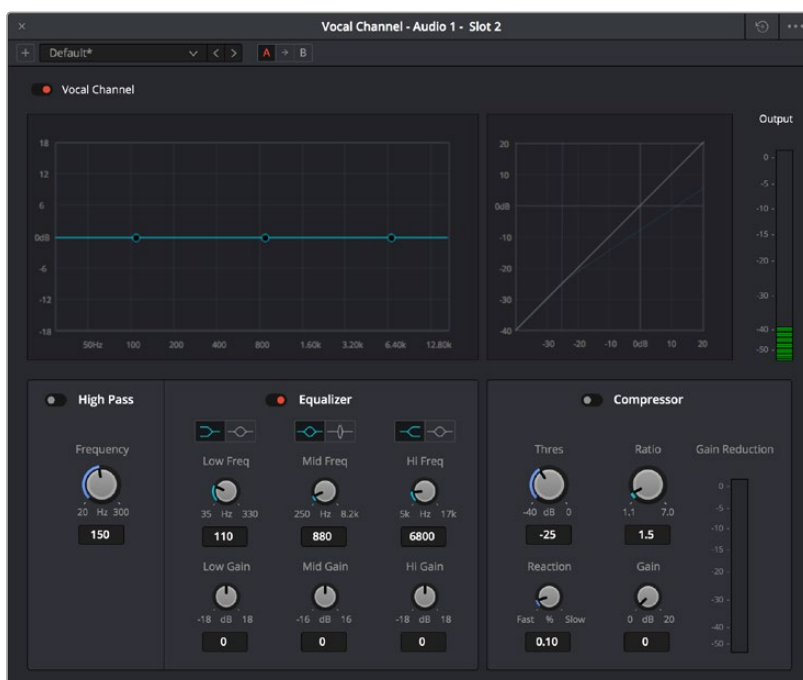 Vocal Channel - Audio 1 - Slot 2
Default*
A
B
Vocal Channel
18
12
6
0dB
-6
-12
-18
50Hz 100 200 400 800 1.60k 3.20k 6.40k 12.80k
20
10
0dB
-10
-20
-30
-40
-30 -20 -10 0dB 10 20
Output
0
-5
-10
-15
-20
-30
-40
-50
High Pass
Frequency
20 Hz 300
150
Equalizer
Low Freq Mid Freq Hi Freq
35 Hz 330 250 Hz 8.2k 5k Hz 17k
110 880 6800
Low Gain Mid Gain Hi Gain
-18 dB 18 -16 dB 16 -18 dB 18
0 0 0
Compressor
Thres Ratio
-40 dB 0 1.1 7.0
-25 1.5
Reaction Gain
Fast % Slow 0 dB 20
0.10 0
Gain Reduction
0
-5
-10
-15
-20
-30
-40
-50